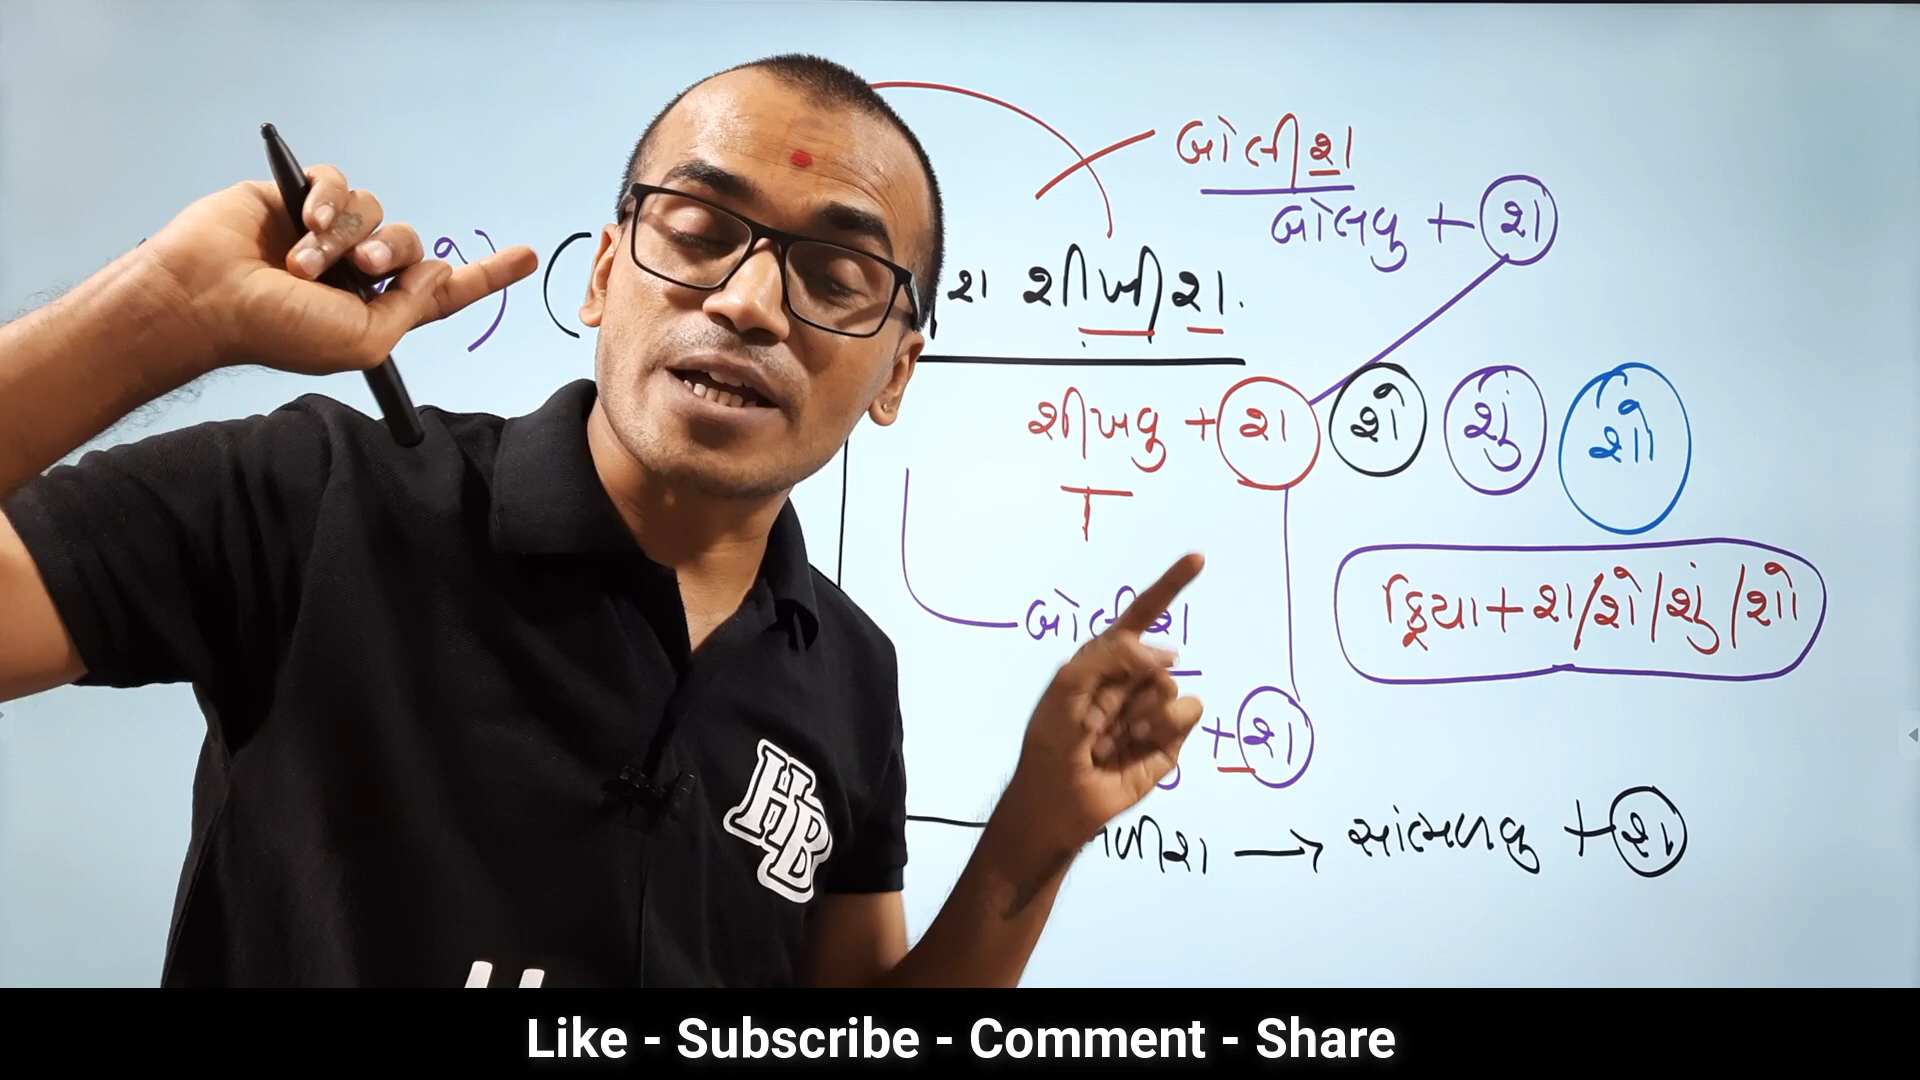 બોલીશ
બોલવુ + શ
શ શીખીશ.
શીખવુ + શ શે શું શો
બોલીશ
ક્રિયા + શ/શે/શું/શો
+ શ
ળીશ → સાંભળવુ + શ
HB
Like - Subscribe - Comment - Share